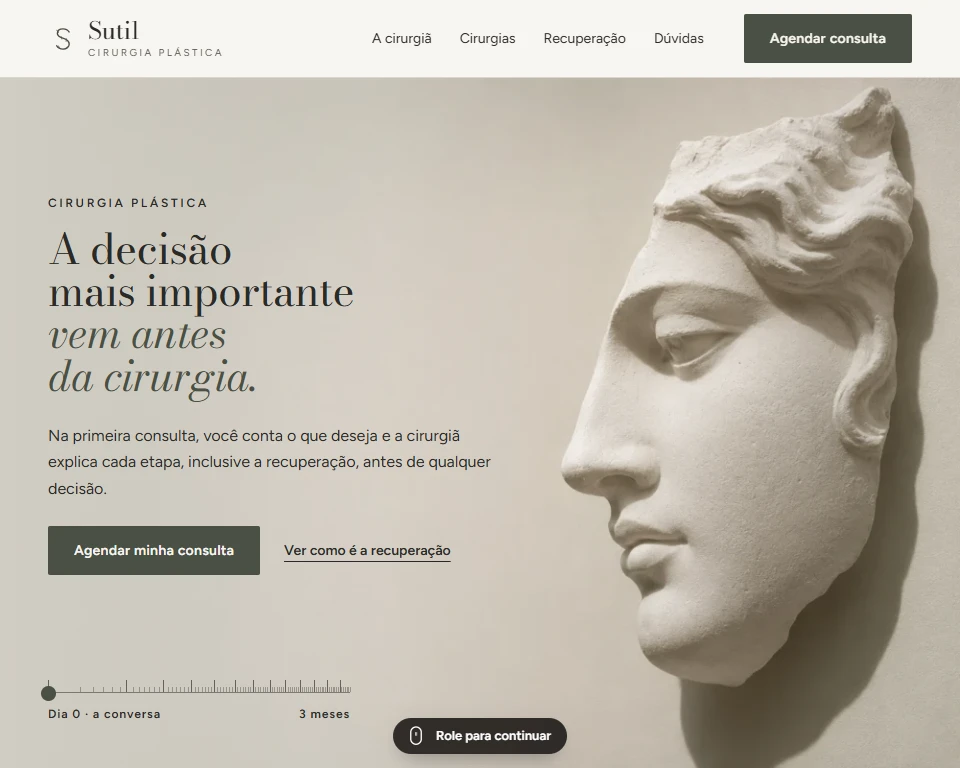 S
Sutil
CIRURGIA PLÁSTICA
A cirurgiã
Cirurgias
Recuperação
Dúvidas
Agendar consulta
CIRURGIA PLÁSTICA
A decisão
mais importante
vem antes
da cirurgia.
Na primeira consulta, você conta o que deseja e a cirurgiã
explica cada etapa, inclusive a recuperação, antes de qualquer
decisão.
Agendar minha consulta
Ver como é a recuperação
Dia 0 · a conversa
3 meses
Role para continuar